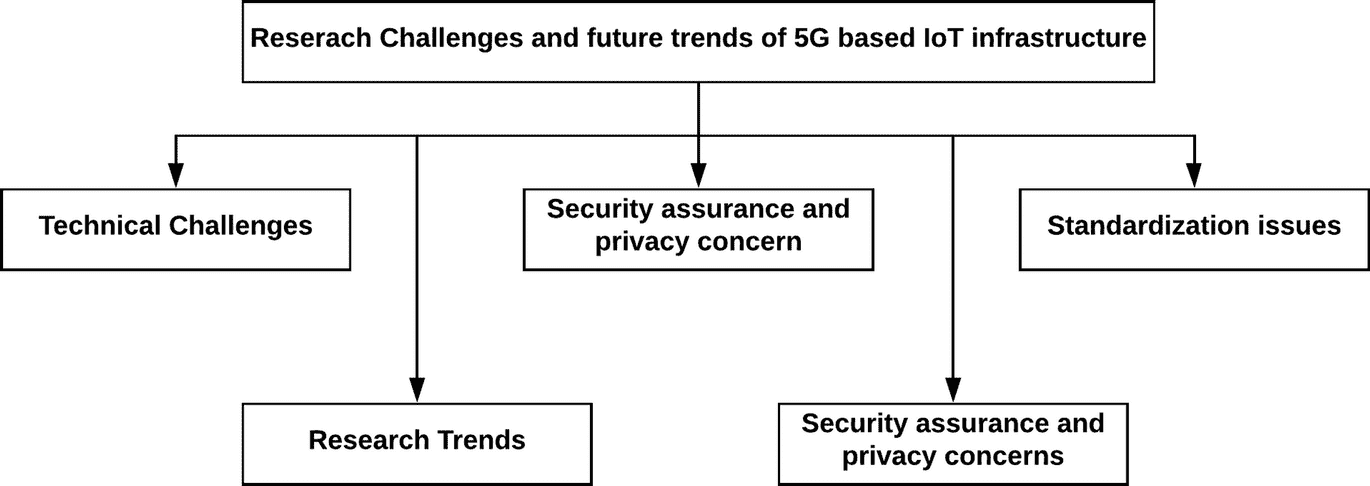 Reserach Challenges and future trends of 5G based IoT infrastructure
Technical Challenges
Security assurance and
privacy concern
Standardization issues
Research Trends
Security assurance and
privacy concerns